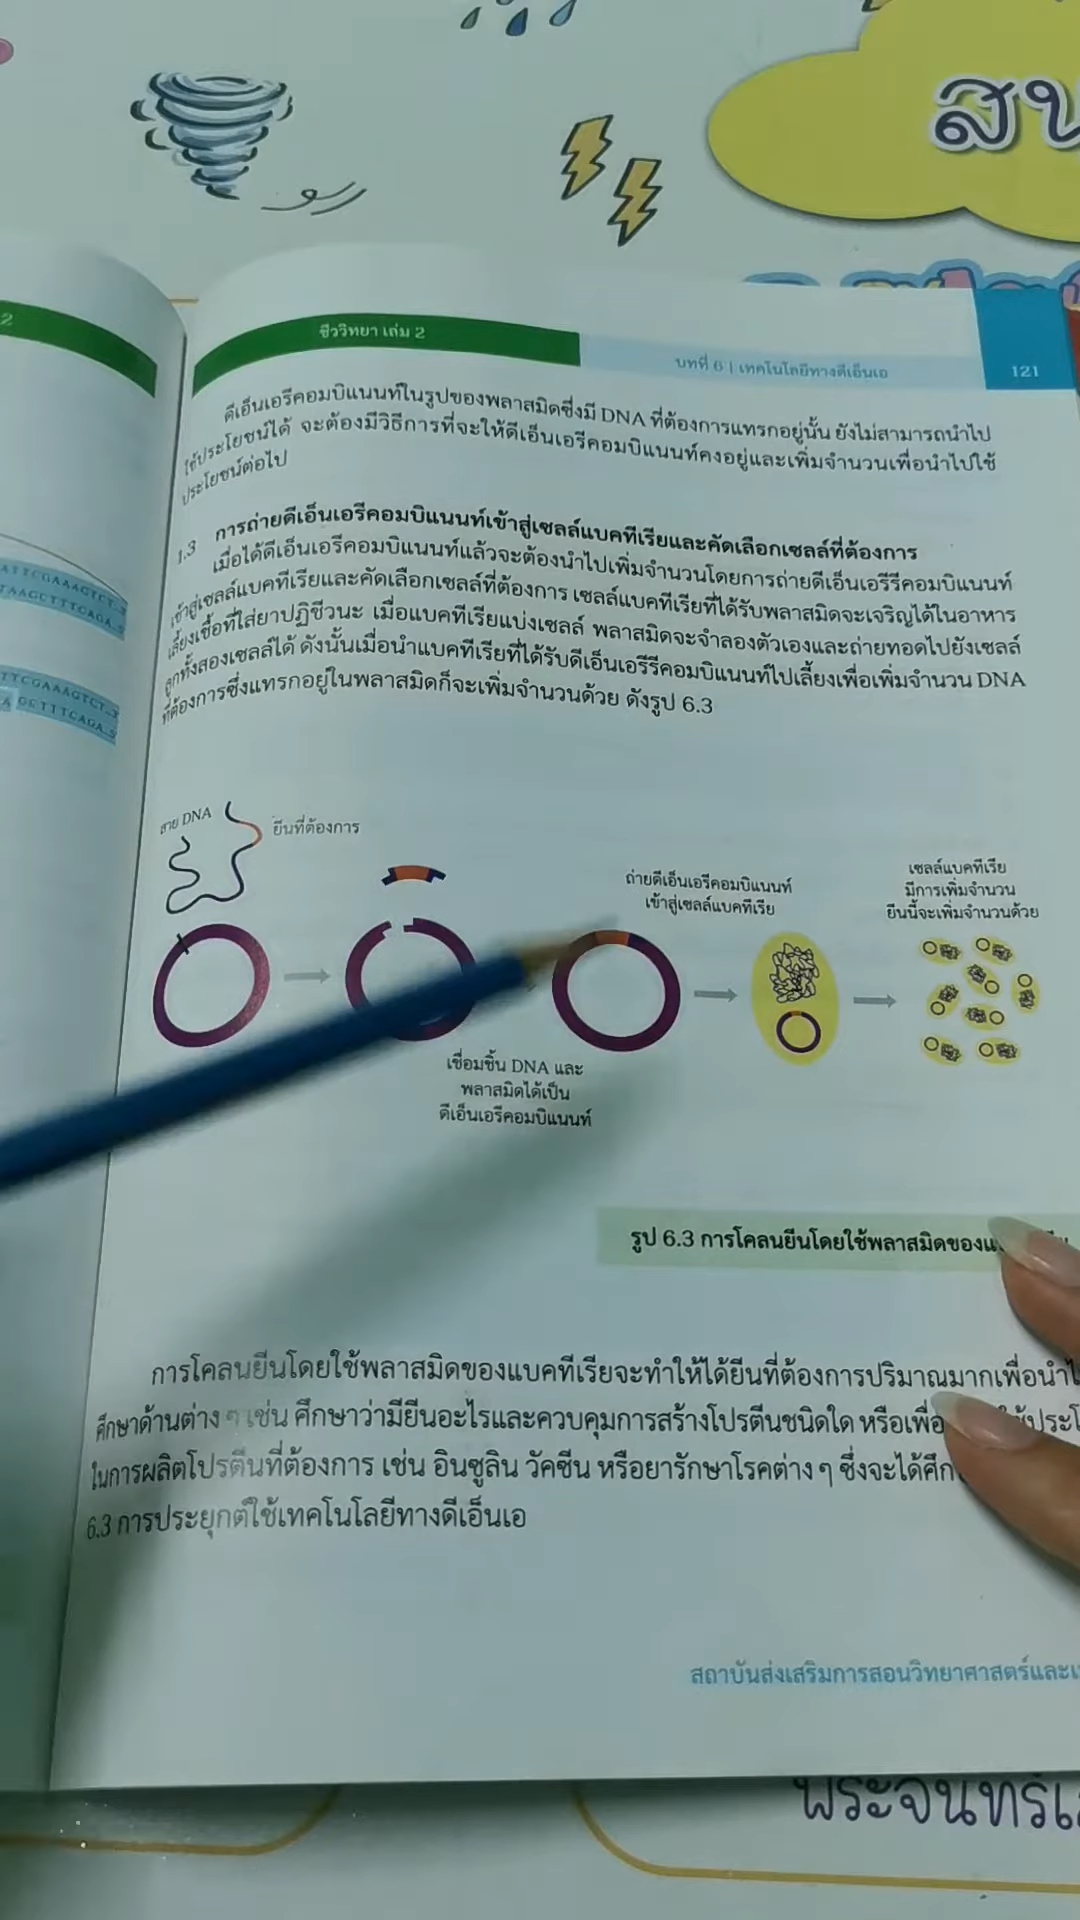 สน
2
ชีววิทยา เล่ม 2
บทที่ 6 | เทคโนโลยีทางดีเอ็นเอ
121
ดีเอ็นเอรีคอมบิแนนท์ในรูปของพลาสมิดซึ่งมี DNA ที่ต้องการแทรกอยู่นั้น ยังไม่สามารถนำไป
ใช้ประโยชน์ได้ จะต้องมีวิธีการที่จะให้ดีเอ็นเอรีคอมบิแนนท์คงอยู่และเพิ่มจำนวนเพื่อนำไปใช้
ประโยชน์ต่อไป
1.3 การถ่ายดีเอ็นเอรีคอมบิแนนท์เข้าสู่เซลล์แบคทีเรียและคัดเลือกเซลล์ที่ต้องการ
เมื่อได้ดีเอ็นเอรีคอมบิแนนท์แล้วจะต้องนำไปเพิ่มจำนวนโดยการถ่ายดีเอ็นเอรีรีคอมบิแนนท์
เข้าสู่เซลล์แบคทีเรียและคัดเลือกเซลล์ที่ต้องการ เซลล์แบคทีเรียที่ได้รับพลาสมิดจะเจริญได้ในอาหาร
เลี้ยงเชื้อที่ใส่ยาปฏิชีวนะ เมื่อแบคทีเรียแบ่งเซลล์ พลาสมิดจะจำลองตัวเองและถ่ายทอดไปยังเซลล์
ลูกทั้งสองเซลล์ได้ ดังนั้นเมื่อนำแบคทีเรียที่ได้รับดีเอ็นเอรีรีคอมบิแนนท์ไปเลี้ยงเพื่อเพิ่มจำนวน DNA
ที่ต้องการซึ่งแทรกอยู่ในพลาสมิดก็จะเพิ่มจำนวนด้วย ดังรูป 6.3
ATTCGAAAGTCT
TAAGCTTTCAGA
TTCGAAAGTCT
A GCTTTCAGA
สาย DNA
ยีนที่ต้องการ
ถ่ายดีเอ็นเอรีคอมบิแนนท์
เข้าสู่เซลล์แบคทีเรีย
เซลล์แบคทีเรีย
มีการเพิ่มจำนวน
ยีนนี้จะเพิ่มจำนวนด้วย
เชื่อมชิ้น DNA และ
พลาสมิดได้เป็น
ดีเอ็นเอรีคอมบิแนนท์
รูป 6.3 การโคลนยีนโดยใช้พลาสมิดของ
การโคลนยีนโดยใช้พลาสมิดของแบคทีเรียจะทำให้ได้ยีนที่ต้องการปริมาณมากเพื่อนำไ
ศึกษาด้านต่าง ๆ เช่น ศึกษาว่ามียีนอะไรและควบคุมการสร้างโปรตีนชนิดใด หรือเพื่อ ใช้ประโ
ในการผลิตโปรตีนที่ต้องการ เช่น อินซูลิน วัคซีน หรือยารักษาโรคต่าง ๆ ซึ่งจะได้ศึก
6.3 การประยุกต์ใช้เทคโนโลยีทางดีเอ็นเอ
สถาบันส่งเสริมการสอนวิทยาศาสตร์และเ
พระจันทร์เ